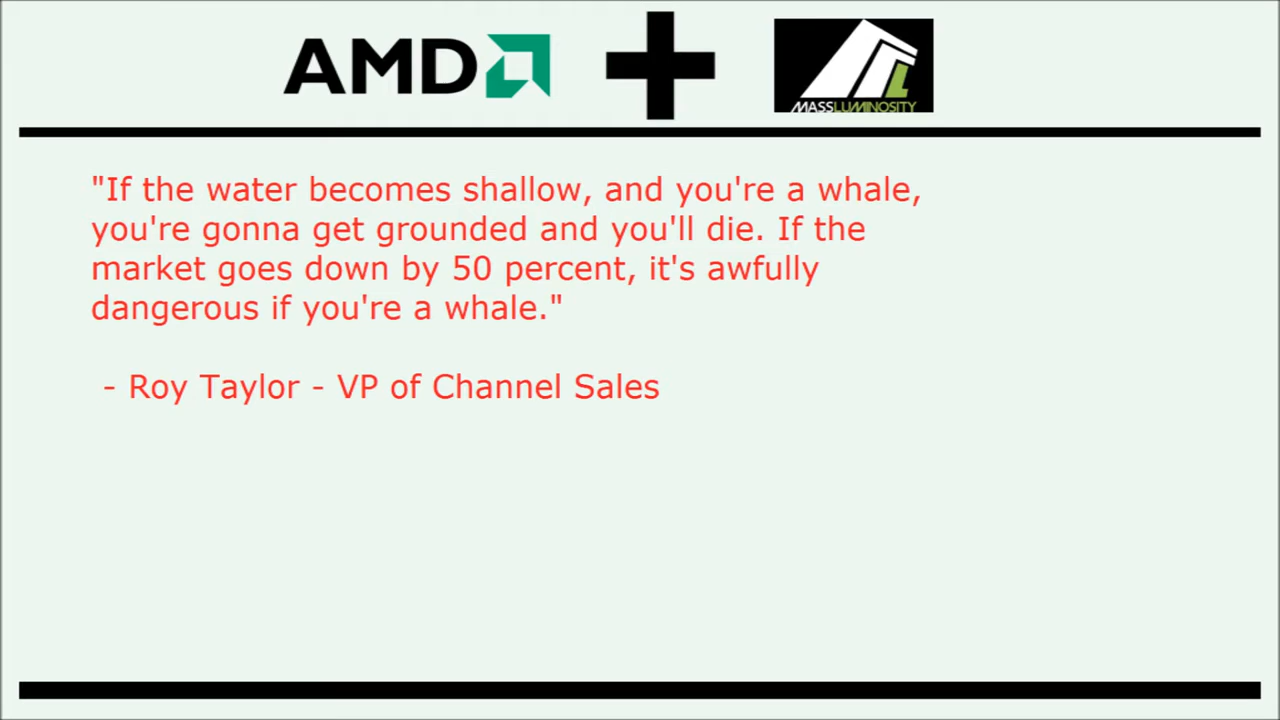 AMD
MASSLUMINOSITY
"If the water becomes shallow, and you're a whale,
you're gonna get grounded and you'll die. If the
market goes down by 50 percent, it's awfully
dangerous if you're a whale."
- Roy Taylor - VP of Channel Sales